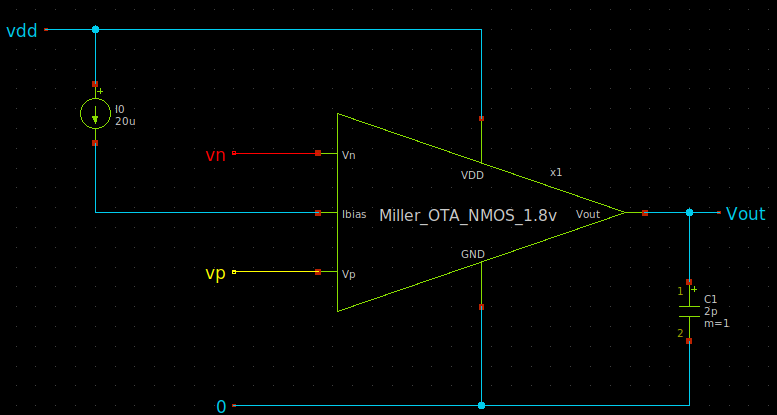 vdd
I0
20u
vn
Vn
VDD
x1
Ibias
Miller_OTA_NMOS_1.8v
Vout
Vout
GND
vp
Vp
1
C1
2p
m=1
2
0